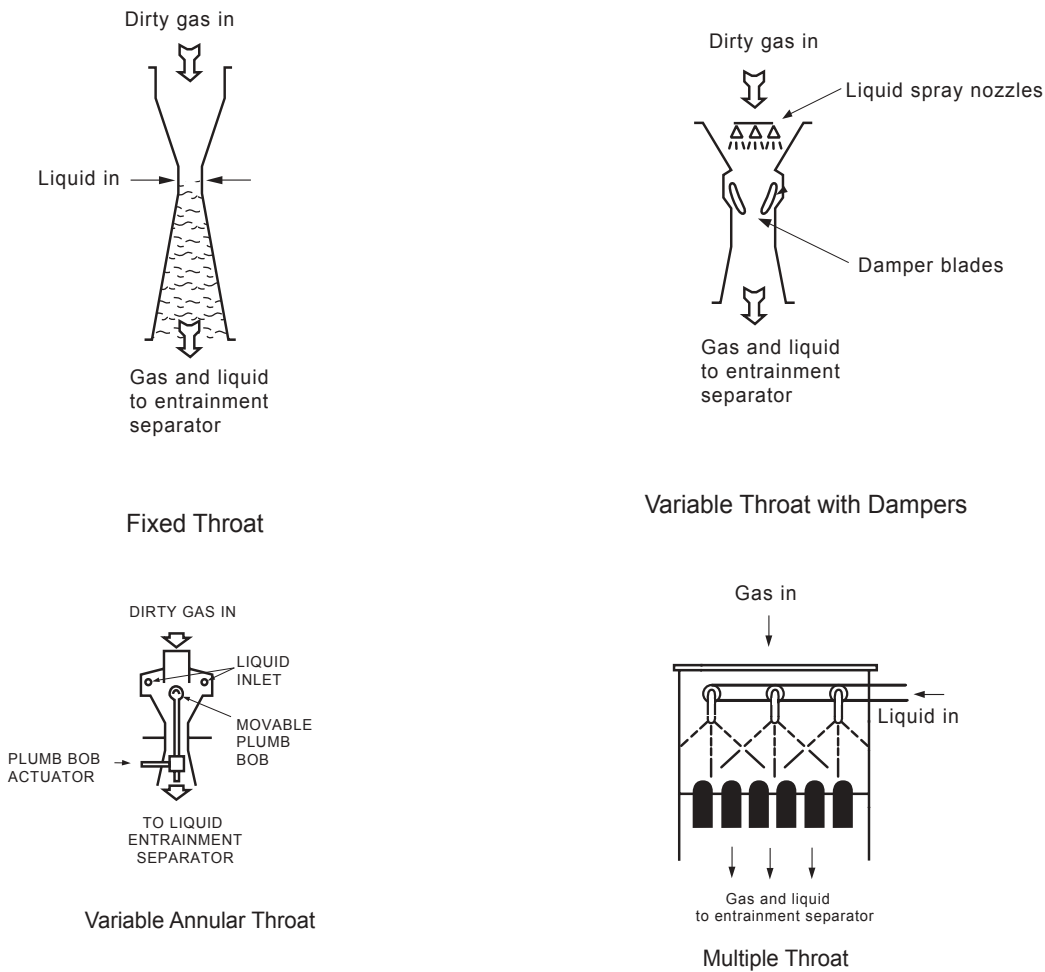 Dirty gas in
Liquid in
Gas and liquid
to entrainment
separator
Fixed Throat
Dirty gas in
Liquid spray nozzles
Damper blades
Gas and liquid
to entrainment
separator
Variable Throat with Dampers
DIRTY GAS IN
LIQUID
INLET
MOVABLE
PLUMB
BOB
PLUMB BOB
ACTUATOR
TO LIQUID
ENTRAINMENT
SEPARATOR
Variable Annular Throat
Gas in
Liquid in
Gas and liquid
to entrainment separator
Multiple Throat